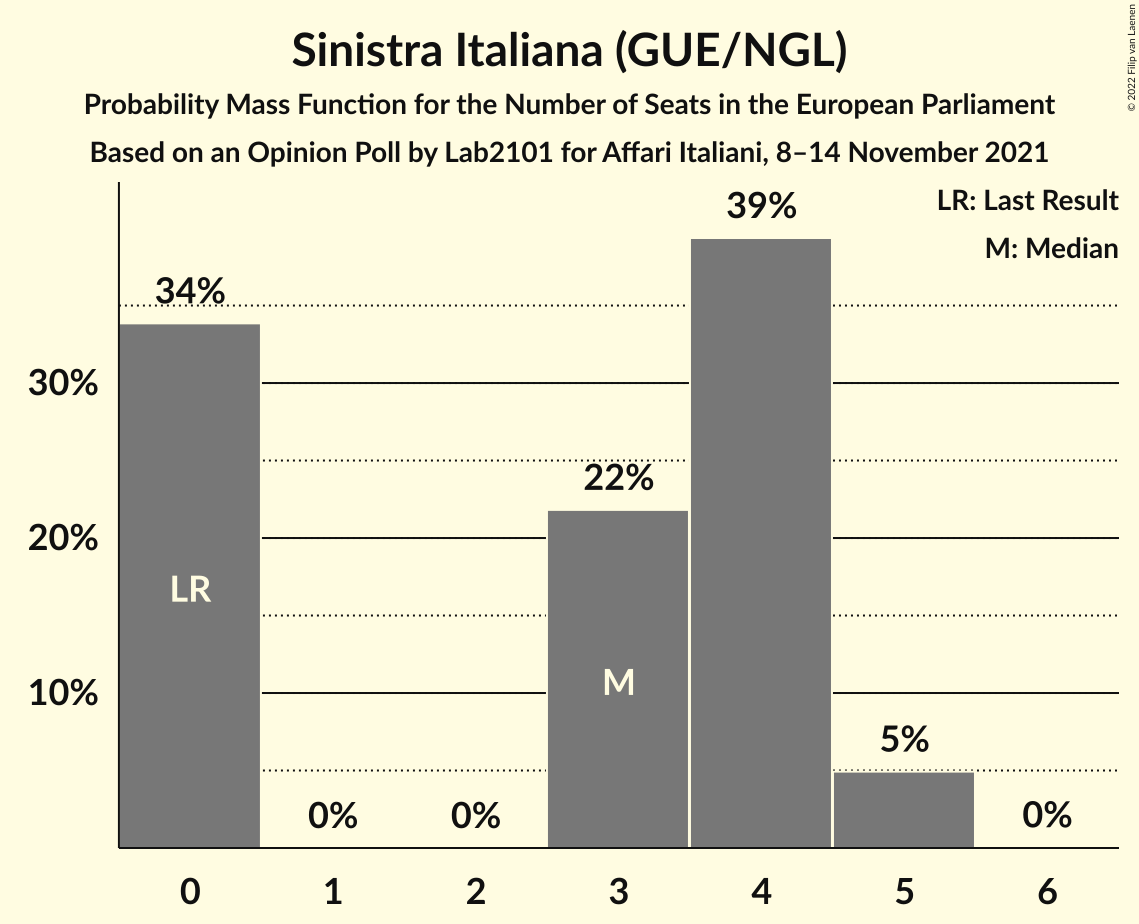 Sinistra Italiana (GUE/NGL)
Probability Mass Function for the Number of Seats in the European Parliament
Based on an Opinion Poll by Lab2101 for Affari Italiani, 8–14 November 2021
© 2022 Filip van Laenen
LR: Last Result
M: Median
39%
34%
30%
22%
20%
LR
M
10%
5%
0%
0%
0%
0
1
2
3
4
5
6